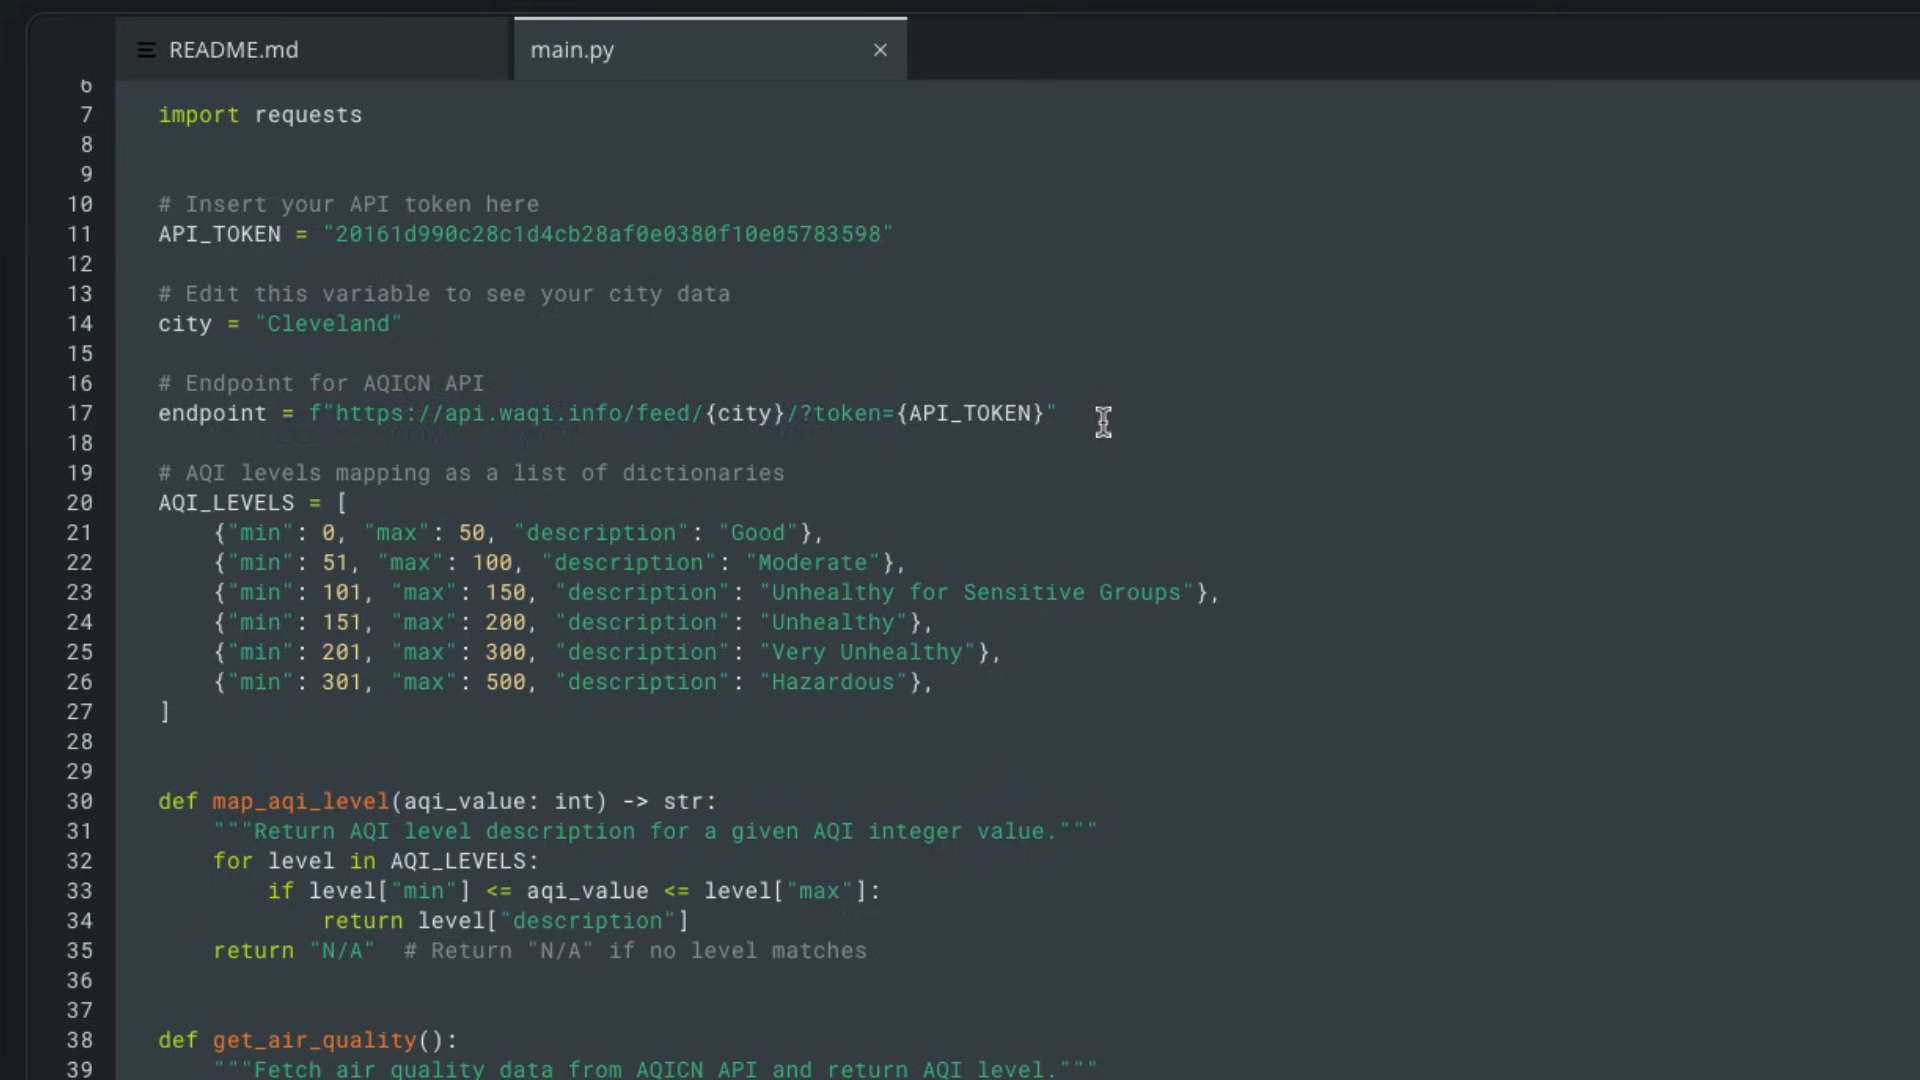 README.md
main.py
6
7 import requests
8
9
10 # Insert your API token here
11 API_TOKEN = "20161d990c28c1d4cb28af0e0380f10e05783598"
12
13 # Edit this variable to see your city data
14 city = "Cleveland"
15
16 # Endpoint for AQICN API
17 endpoint = f"https://api.waqi.info/feed/{city}/?token={API_TOKEN}"
18
19 # AQI levels mapping as a list of dictionaries
20 AQI_LEVELS = [
21     {"min": 0, "max": 50, "description": "Good"},
22     {"min": 51, "max": 100, "description": "Moderate"},
23     {"min": 101, "max": 150, "description": "Unhealthy for Sensitive Groups"},
24     {"min": 151, "max": 200, "description": "Unhealthy"},
25     {"min": 201, "max": 300, "description": "Very Unhealthy"},
26     {"min": 301, "max": 500, "description": "Hazardous"},
27 ]
28
29
30 def map_aqi_level(aqi_value: int) -> str:
31     """Return AQI level description for a given AQI integer value."""
32     for level in AQI_LEVELS:
33         if level["min"] <= aqi_value <= level["max"]:
34             return level["description"]
35     return "N/A"  # Return "N/A" if no level matches
36
37
38 def get_air_quality():
39     """Fetch air quality data from AQICN API and return AQI level."""